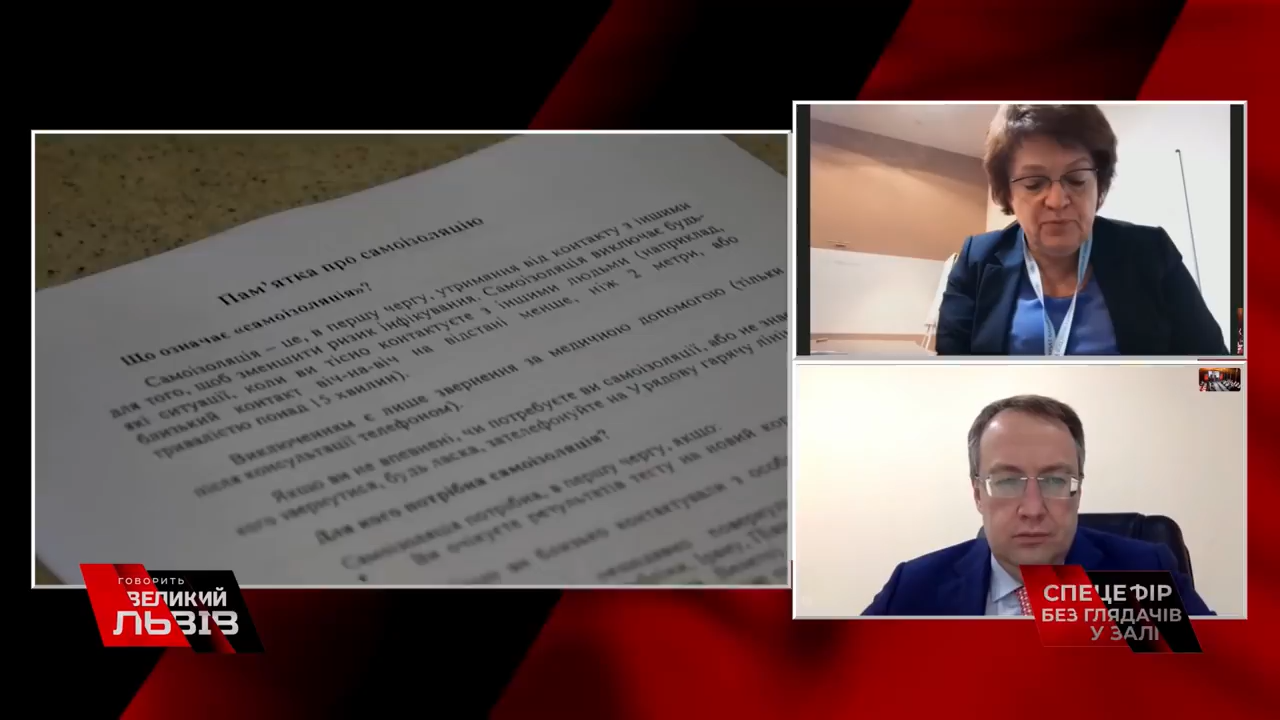 Пам'ятка про самоізоляцію
Що означає «самоізоляція»?
Самоізоляція – це, в першу чергу, утримання від контакту з іншими
для того, щоб зменшити ризик інфікування. Самоізоляція виключає будь-
які ситуації, коли ви тісно контактуєте з іншими людьми (наприклад,
близький контакт віч-на-віч на відстані менше, ніж 2 метри, або
тривалістю понад 15 хвилин).
Виключенням є лише звернення за медичною допомогою (тільки
після консультації телефоном).
Якщо ви не впевнені, чи потребуєте ви самоізоляції, або не
кого звернутися, будь ласка, зателефонуйте на Урядову гарячу
Для кого потрібна самоізоляція?
Самоізоляція потрібна, в першу чергу, якщо:
Ви очікуєте результатів тесту на новий
ви близько контактували з
ГОВОРИТЬ
ВЕЛИКИЙ
ЛЬВІВ
СПЕЦЕФІР
БЕЗ ГЛЯДАЧІВ
У ЗАЛІ